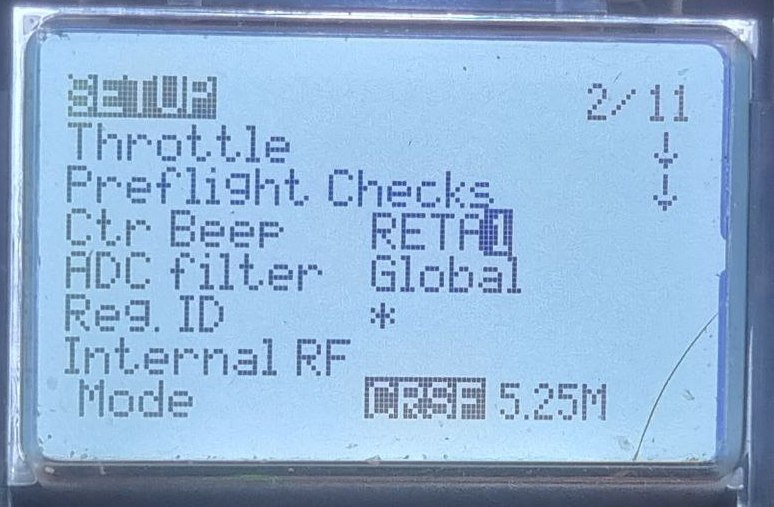 SETUP 2/11
Throttle
Preflight Checks
Ctr Beep RETA1
ADC filter Global
Reg. ID *
Internal RF
Mode CRSF 5.25M